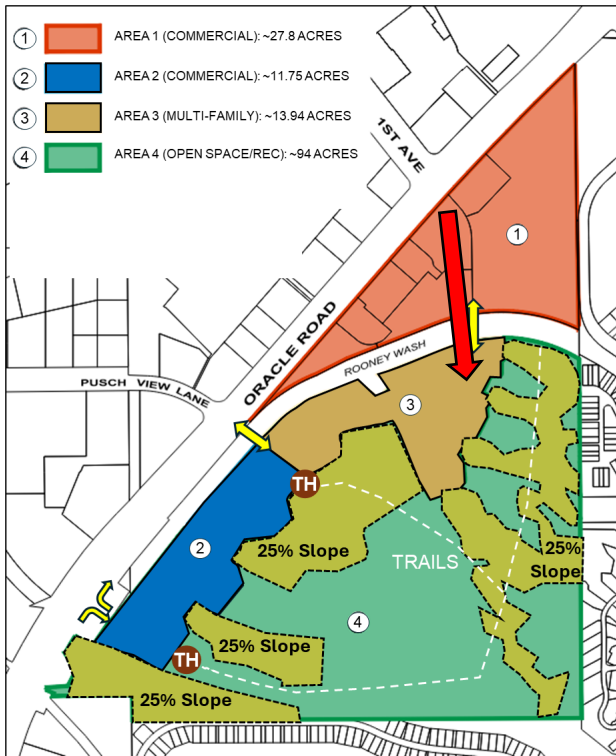 1 AREA 1 (COMMERCIAL): ~27.8 ACRES
2 AREA 2 (COMMERCIAL): ~11.75 ACRES
3 AREA 3 (MULTI-FAMILY): ~13.94 ACRES
4 AREA 4 (OPEN SPACE/REC): ~94 ACRES
1ST AVE
1
ORACLE ROAD
ROONEY WASH
PUSCH VIEW LANE
3
TH
2
25% Slope
TRAILS
25%
Slope
4
25% Slope
TH
25% Slope